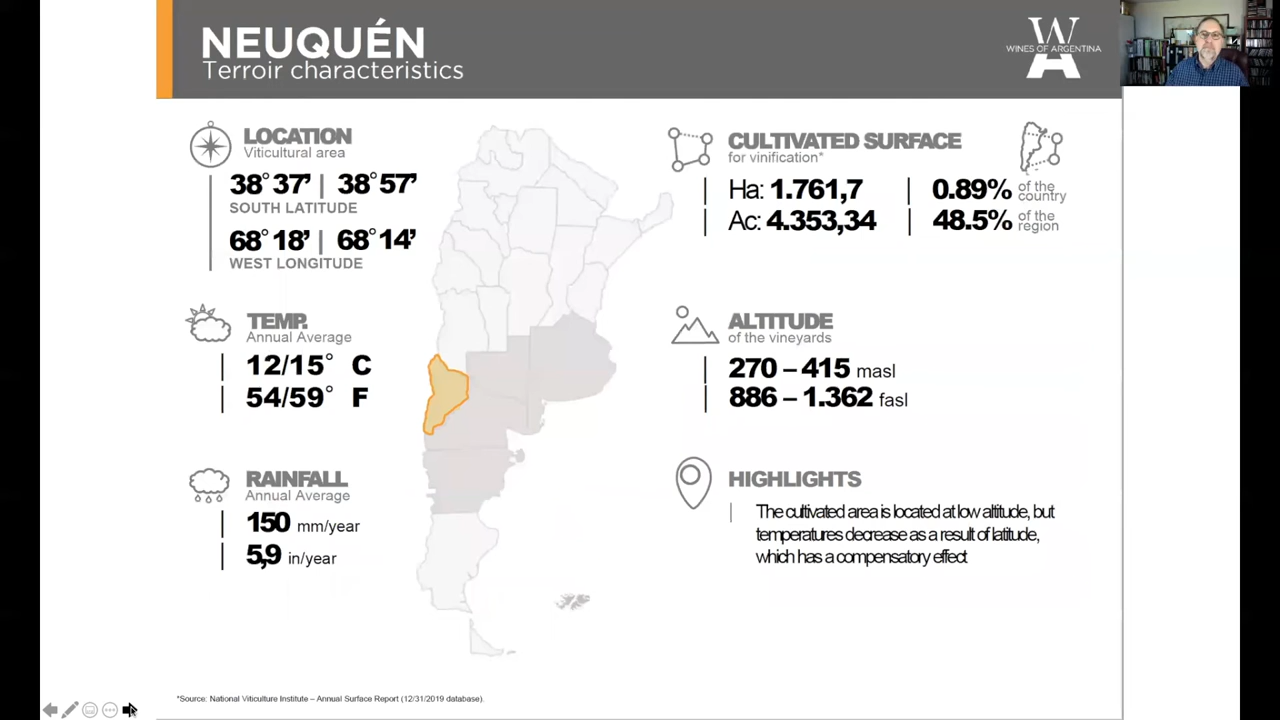 NEUQUÉN
Terroir characteristics
W
WINES OF ARGENTINA
A
LOCATION
Viticultural area
38° 37’ | 38° 57’
SOUTH LATITUDE
68° 18’ | 68° 14’
WEST LONGITUDE
TEMP.
Annual Average
12/15° C
54/59° F
RAINFALL
Annual Average
150 mm/year
5,9 in/year
CULTIVATED SURFACE
for vinification*
Ha: 1.761,7 | 0.89% of the country
Ac: 4.353,34 | 48.5% of the region
ALTITUDE
of the vineyards
270 – 415 masl
886 – 1.362 fasl
HIGHLIGHTS
The cultivated area is located at low altitude, but
temperatures decrease as a result of latitude,
which has a compensatory effect
*Source: National Viticulture Institute – Annual Surface Report (12/31/2019 database).